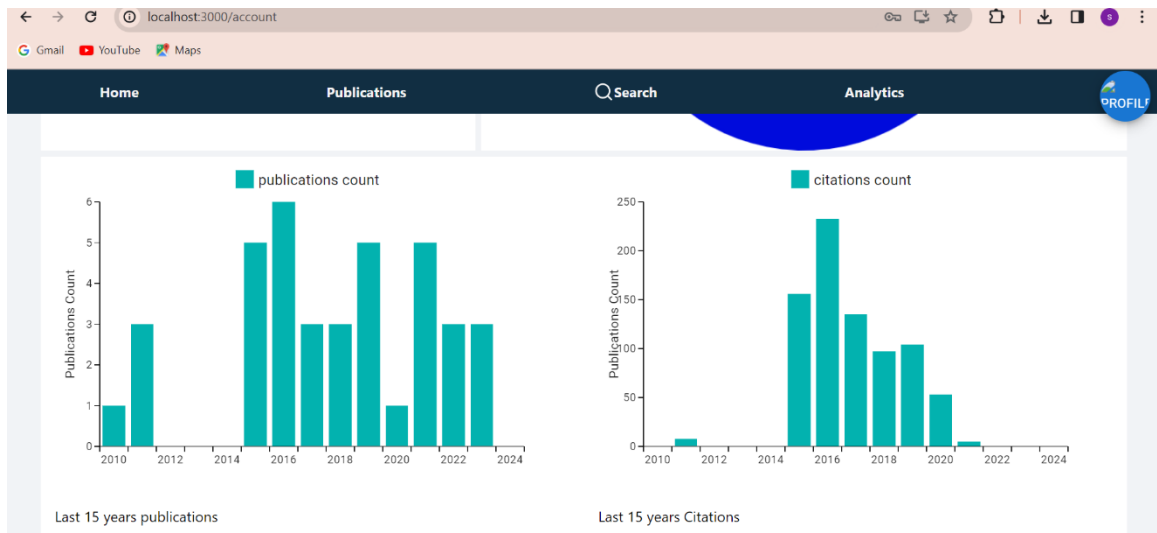 localhost:3000/account
Gmail YouTube Maps
Home Publications Search Analytics PROFILE
publications count
6
5
4
3
2
1
0
Publications Count
2010 2012 2014 2016 2018 2020 2022 2024
Last 15 years publications
citations count
250
200
150
100
50
0
Publications Count
2010 2012 2014 2016 2018 2020 2022 2024
Last 15 years Citations